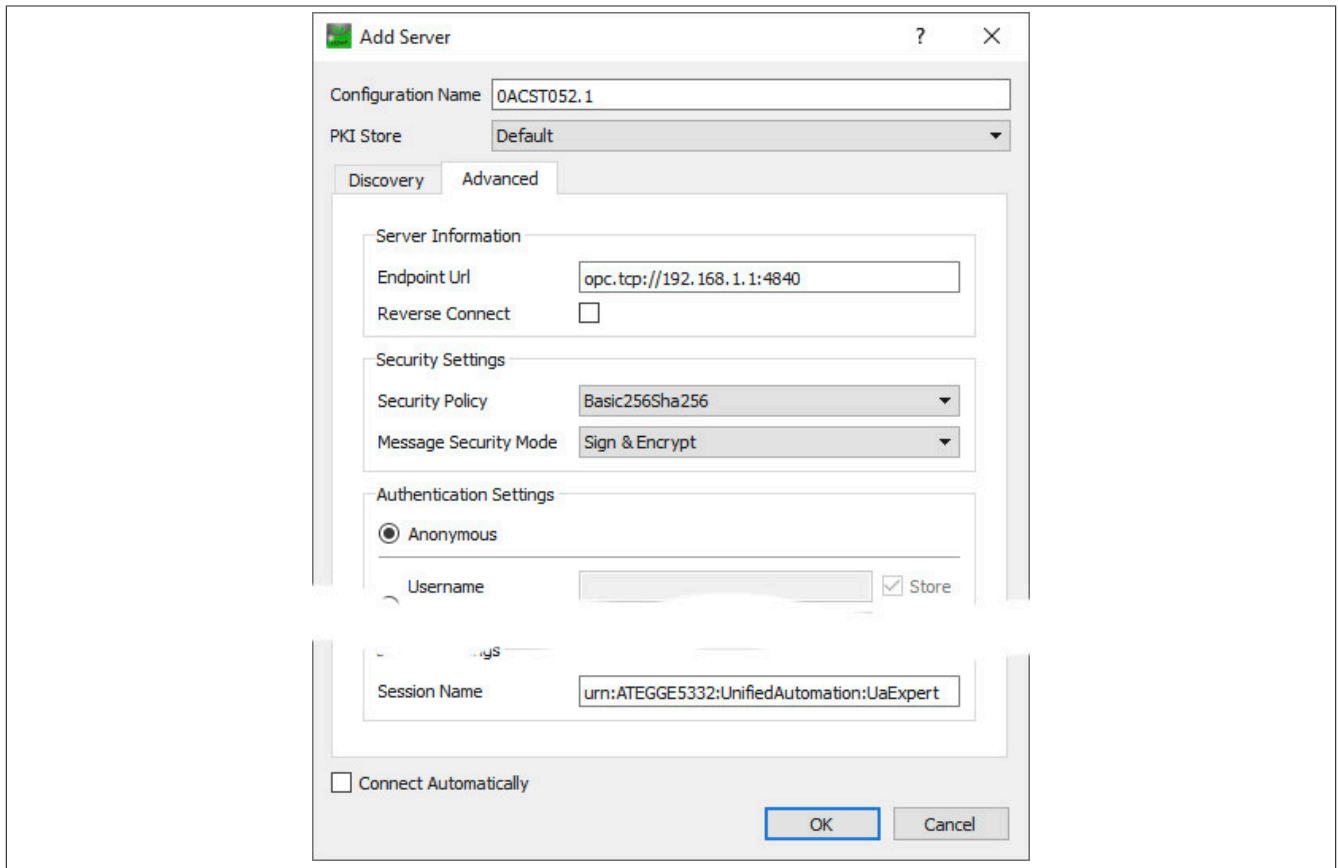 Add Server ? 
Configuration Name 0ACST052.1
PKI Store Default
Discovery Advanced
Server Information
Endpoint Url opc.tcp://192.168.1.1:4840
Reverse Connect
Security Settings
Security Policy Basic256Sha256
Message Security Mode Sign & Encrypt
Authentication Settings
Anonymous
Username Store
Session Name urn:ATEGGE5332:UnifiedAutomation:UaExpert
Connect Automatically
OK Cancel